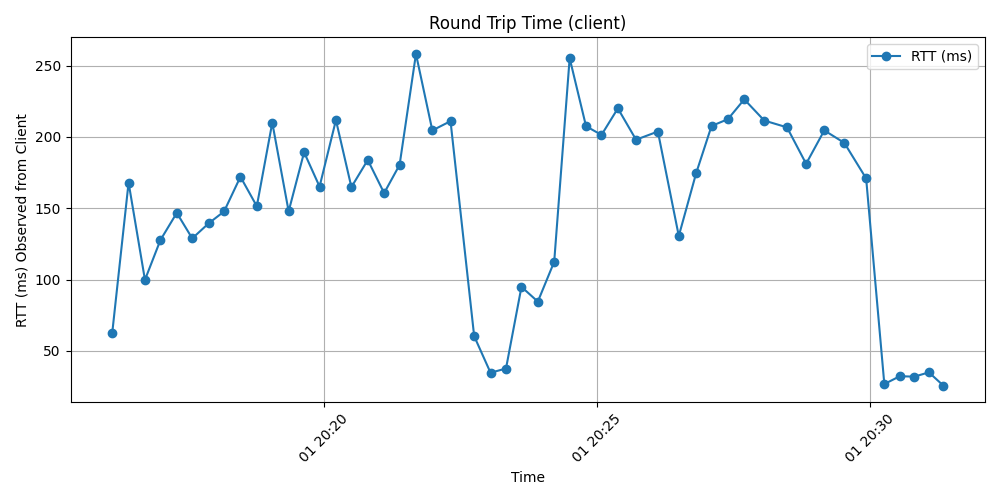 Round Trip Time (client)
RTT (ms)
RTT (ms) Observed from Client
250
200
150
100
50
01 20:20
01 20:25
01 20:30
Time